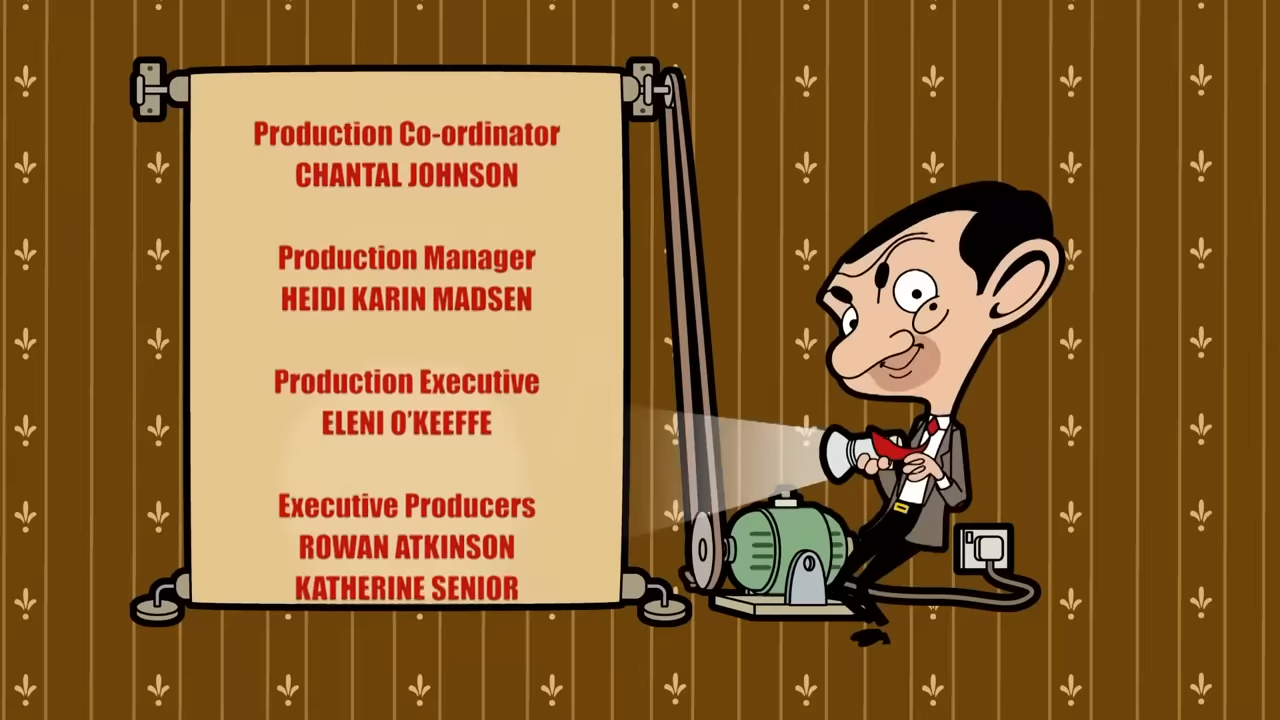 Production Co-ordinator
CHANTAL JOHNSON
Production Manager
HEIDI KARIN MADSEN
Production Executive
ELENI O'KEEFFE
Executive Producers
ROWAN ATKINSON
KATHERINE SENIOR